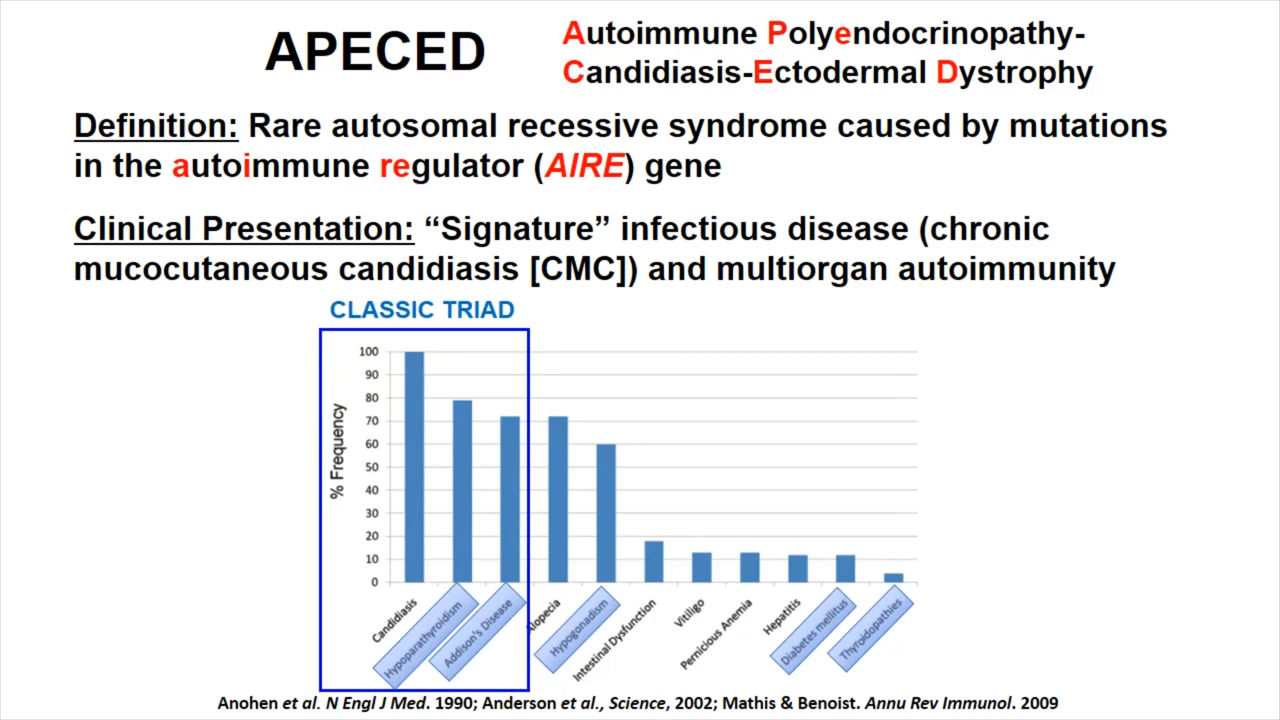 APECED
Autoimmune Polyendocrinopathy-
Candidiasis-Ectodermal Dystrophy
Definition: Rare autosomal recessive syndrome caused by mutations
in the autoimmune regulator (AIRE) gene
Clinical Presentation: “Signature” infectious disease (chronic
mucocutaneous candidiasis [CMC]) and multiorgan autoimmunity
CLASSIC TRIAD
% Frequency
100
90
80
70
60
50
40
30
20
10
0
Candidiasis
Hypoparathyroidism
Addison's Disease
Alopecia
Hypogonadism
Intestinal Dysfunction
Vitiligo
Pernicious Anemia
Hepatitis
Diabetes mellitus
Thyroidopathies
Anohen et al. N Engl J Med. 1990; Anderson et al., Science, 2002; Mathis & Benoist. Annu Rev Immunol. 2009